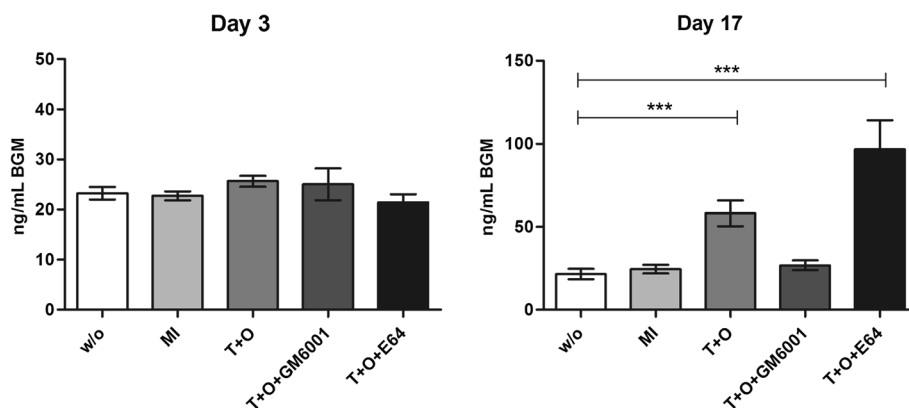 Day 3
ng/mL BGM
50
40
30
20
10
0
w/o
MI
T+O
T+O+GM6001
T+O+E64
Day 17
ng/mL BGM
150
100
50
0
***
***
w/o
MI
T+O
T+O+GM6001
T+O+E64